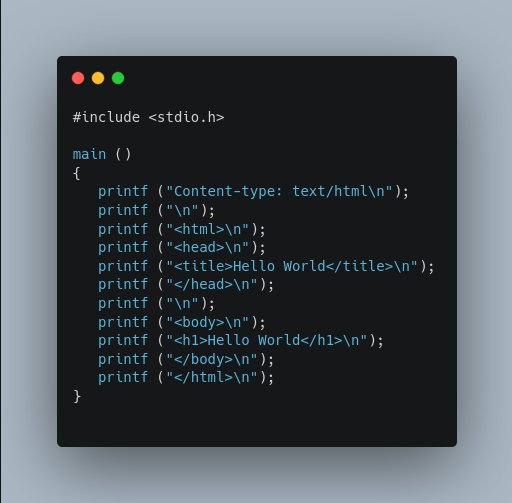 #include <stdio.h>

main ()
{
   printf ("Content-type: text/html\n");
   printf ("\n");
   printf ("<html>\n");
   printf ("<head>\n");
   printf ("<title>Hello World</title>\n");
   printf ("</head>\n");
   printf ("\n");
   printf ("<body>\n");
   printf ("<h1>Hello World</h1>\n");
   printf ("</body>\n");
   printf ("</html>\n");
}